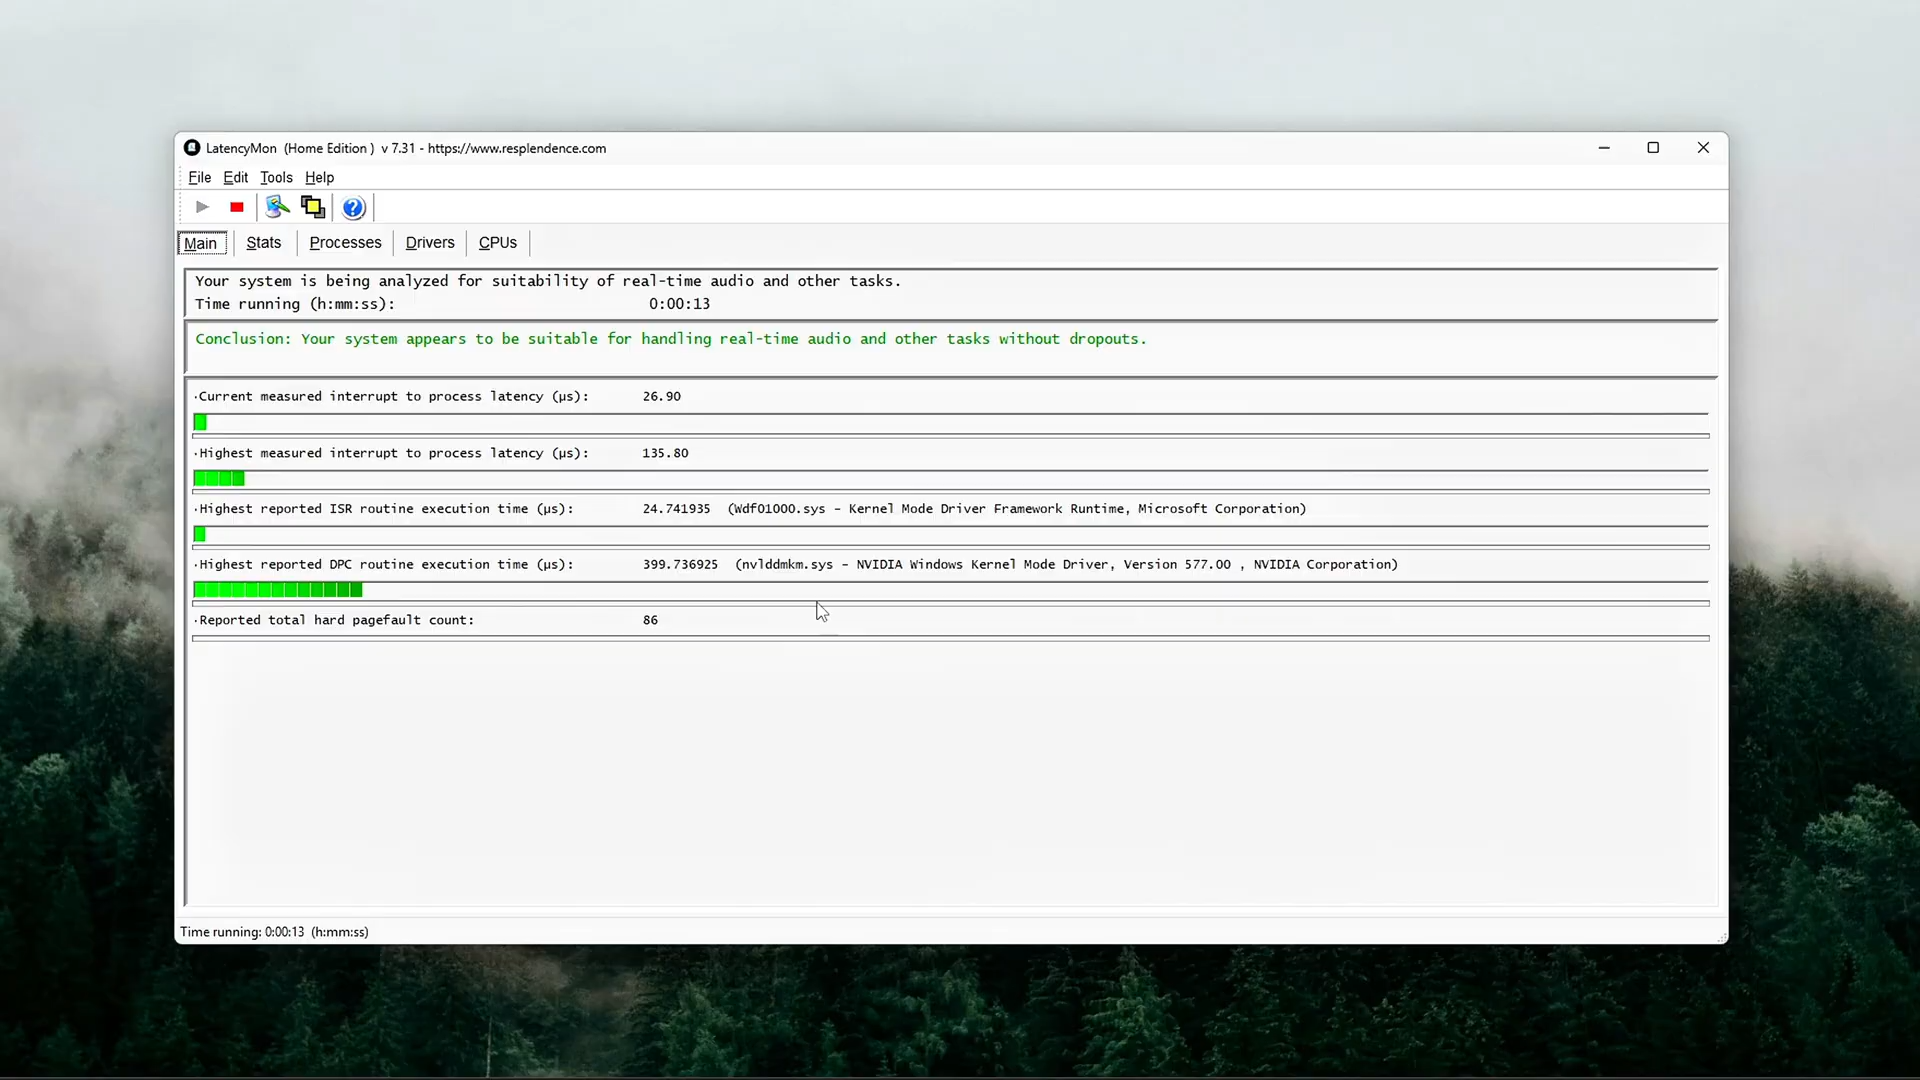 LatencyMon (Home Edition ) v 7.31 - https://www.resplendence.com
File Edit Tools Help
Main Stats Processes Drivers CPUs
Your system is being analyzed for suitability of real-time audio and other tasks.
Time running (h:mm:ss): 0:00:13
Conclusion: Your system appears to be suitable for handling real-time audio and other tasks without dropouts.
·Current measured interrupt to process latency (µs): 26.90
·Highest measured interrupt to process latency (µs): 135.80
·Highest reported ISR routine execution time (µs): 24.741935 (Wdf01000.sys - Kernel Mode Driver Framework Runtime, Microsoft Corporation)
·Highest reported DPC routine execution time (µs): 399.736925 (nvlddmkm.sys - NVIDIA Windows Kernel Mode Driver, Version 577.00 , NVIDIA Corporation)
·Reported total hard pagefault count: 86
Time running: 0:00:13 (h:mm:ss)